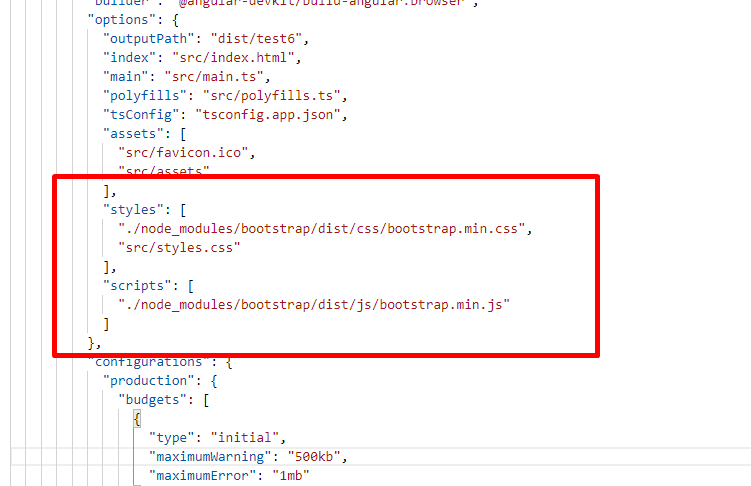 "builder": "@angular-devkit/build-angular:browser",
"options": {
"outputPath": "dist/test6",
"index": "src/index.html",
"main": "src/main.ts",
"polyfills": "src/polyfills.ts",
"tsConfig": "tsconfig.app.json",
"assets": [
"src/favicon.ico",
"src/assets"
],
"styles": [
"./node_modules/bootstrap/dist/css/bootstrap.min.css",
"src/styles.css"
],
"scripts": [
"./node_modules/bootstrap/dist/js/bootstrap.min.js"
]
},
"configurations": {
"production": {
"budgets": [
{
"type": "initial",
"maximumWarning": "500kb",
"maximumError": "1mb"